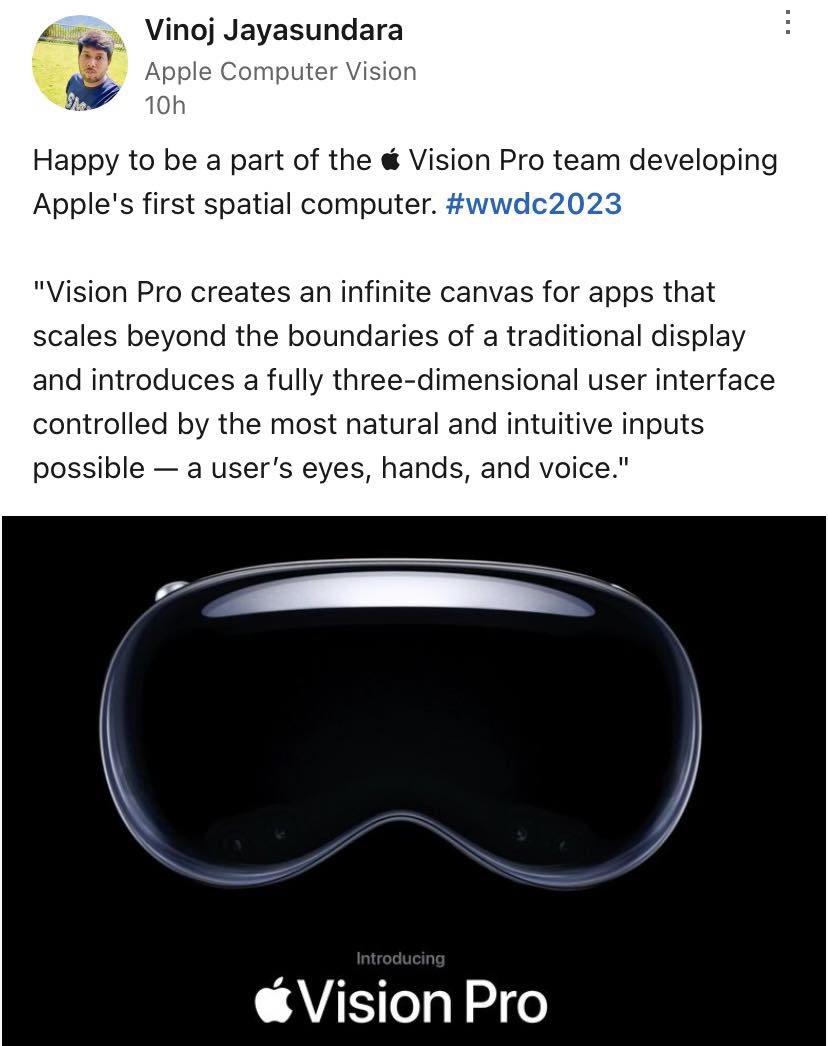 Vinoj Jayasundara
Apple Computer Vision
10h
Happy to be a part of the  Vision Pro team developing
Apple's first spatial computer. #wwdc2023
"Vision Pro creates an infinite canvas for apps that
scales beyond the boundaries of a traditional display
and introduces a fully three-dimensional user interface
controlled by the most natural and intuitive inputs
possible — a user’s eyes, hands, and voice."
Introducing
Vision Pro